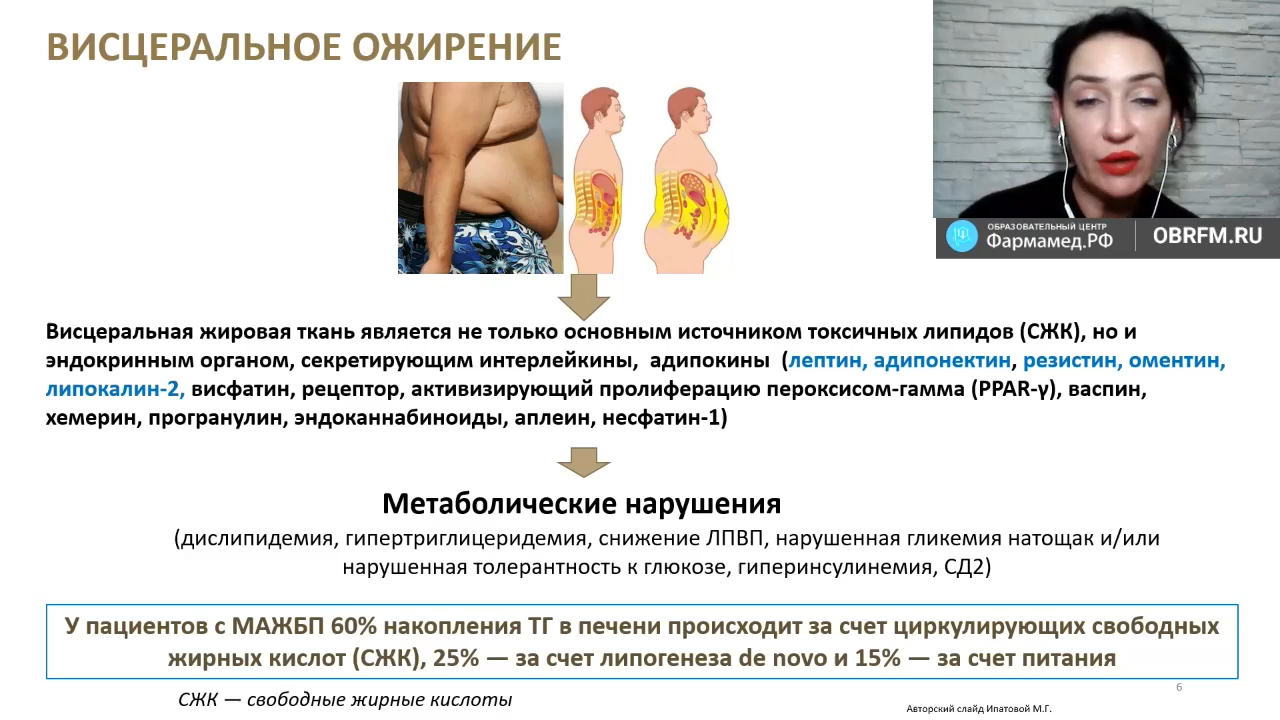 ВИСЦЕРАЛЬНОЕ ОЖИРЕНИЕ
ОБРАЗОВАТЕЛЬНЫЙ ЦЕНТР
Фармамед.РФ
OBRFM.RU
Висцеральная жировая ткань является не только основным источником токсичных липидов (СЖК), но и
эндокринным органом, секретирующим интерлейкины, адипокины (лептин, адипонектин, резистин, оментин,
липокалин-2, висфатин, рецептор, активизирующий пролиферацию пероксисом-гамма (PPAR-γ), васпин,
хемерин, програнулин, эндоканнабиноиды, аплеин, несфатин-1)
Метаболические нарушения
(дислипидемия, гипертриглицеридемия, снижение ЛПВП, нарушенная гликемия натощак и/или
нарушенная толерантность к глюкозе, гиперинсулинемия, СД2)
У пациентов с МАЖБП 60% накопления ТГ в печени происходит за счет циркулирующих свободных
жирных кислот (СЖК), 25% — за счет липогенеза de novo и 15% — за счет питания
СЖК — свободные жирные кислоты
6
Авторский слайд Ипатовой М.Г.